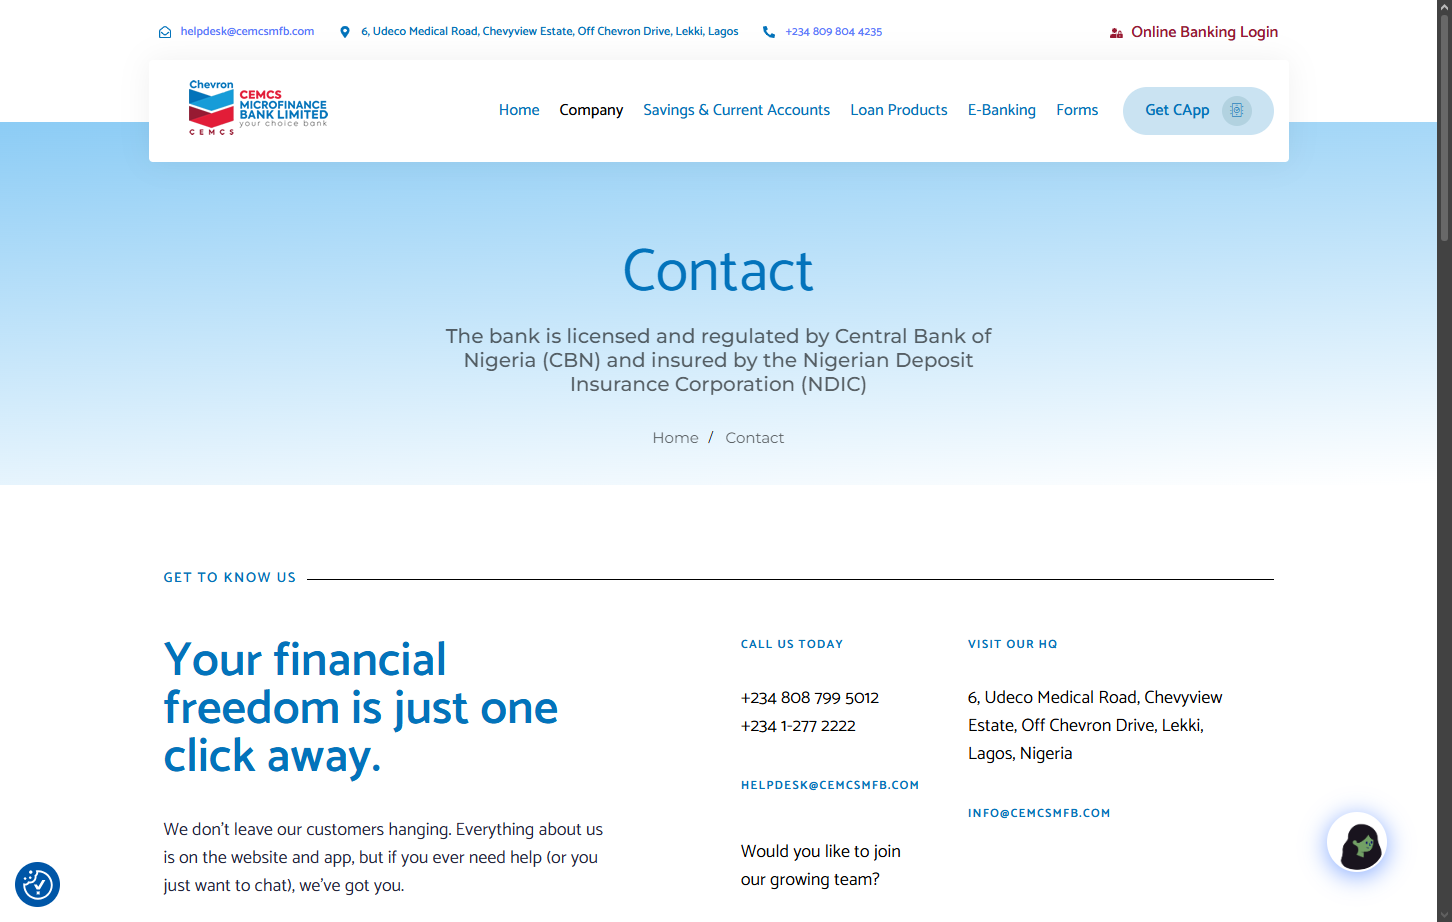 helpdesk@cemcsmfb.com
6, Udeco Medical Road, Chevyview Estate, Off Chevron Drive, Lekki, Lagos
+234 809 804 4235
Online Banking Login
Chevron
CEMCS
MICROFINANCE
BANK LIMITED
your choice bank
CEMCS
Home
Company
Savings & Current Accounts
Loan Products
E-Banking
Forms
Get CApp
Contact
The bank is licensed and regulated by Central Bank of
Nigeria (CBN) and insured by the Nigerian Deposit
Insurance Corporation (NDIC)
Home / Contact
GET TO KNOW US
Your financial
freedom is just one
click away.
We don't leave our customers hanging. Everything about us
is on the website and app, but if you ever need help (or you
just want to chat), we've got you.
CALL US TODAY
+234 808 799 5012
+234 1-277 2222
HELPDESK@CEMCSMFB.COM
Would you like to join
our growing team?
VISIT OUR HQ
6, Udeco Medical Road, Chevyview
Estate, Off Chevron Drive, Lekki,
Lagos, Nigeria
INFO@CEMCSMFB.COM